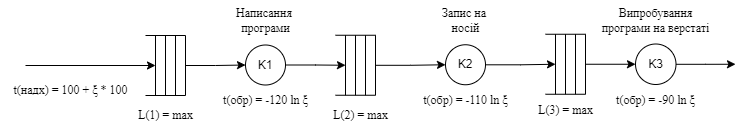 Написання
програми
Запис на
носій
Випробування
програми на верстаті
K1
K2
K3
t(надх) = 100 + ξ * 100
t(обр) = -120 ln ξ
t(обр) = -110 ln ξ
t(обр) = -90 ln ξ
L(1) = max
L(2) = max
L(3) = max